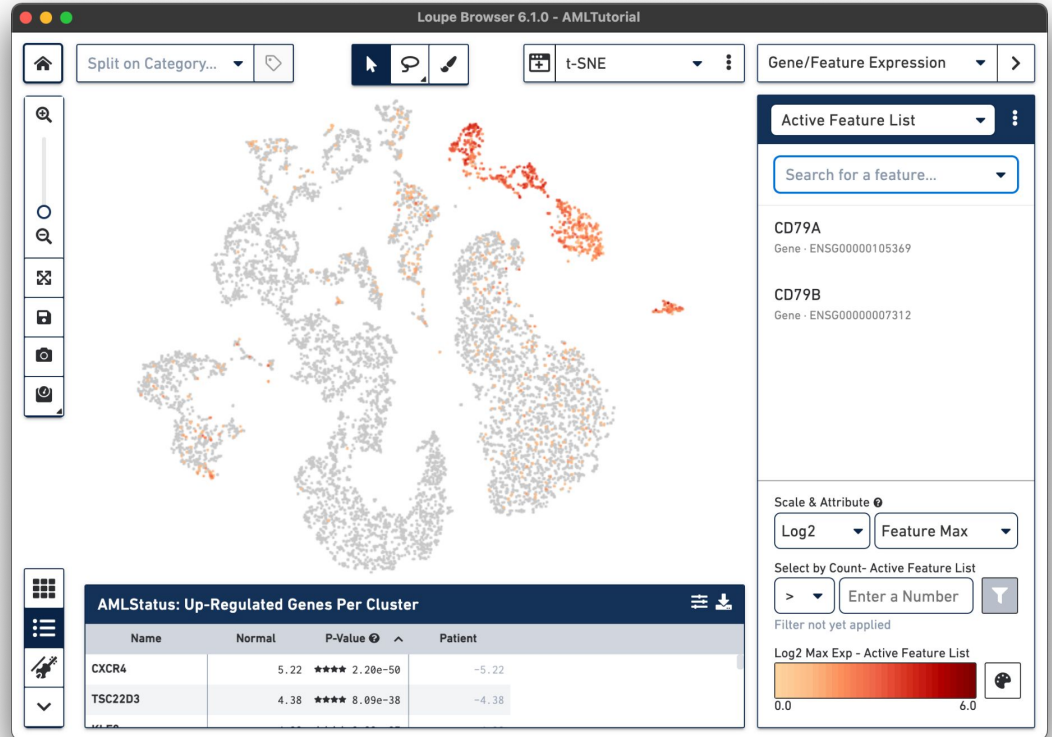 Loupe Browser 6.1.0 - AMLTutorial
Split on Category...
t-SNE
Gene/Feature Expression
Active Feature List
Search for a feature...
CD79A
Gene · ENSG00000105369
CD79B
Gene · ENSG00000007312
Scale & Attribute
Log2 Feature Max
Select by Count- Active Feature List
> Enter a Number
Filter not yet applied
Log2 Max Exp - Active Feature List
0.0 6.0
AMLStatus: Up-Regulated Genes Per Cluster
Name Normal P-Value Patient
CXCR4 5.22 ★★★★ 2.20e-50 -5.22
TSC22D3 4.38 ★★★★ 8.09e-38 -4.38